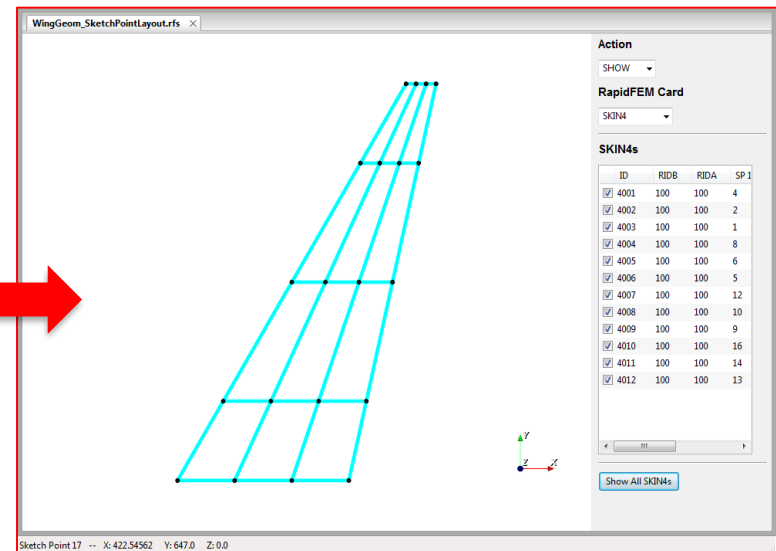 WingGeom_SketchPointLayout.rfs ×
Action
SHOW
RapidFEM Card
SKIN4
SKIN4s
ID RIDB RIDA SP 1
4001 100 100 4
4002 100 100 2
4003 100 100 1
4004 100 100 8
4005 100 100 6
4006 100 100 5
4007 100 100 12
4008 100 100 10
4009 100 100 9
4010 100 100 16
4011 100 100 14
4012 100 100 13
Y
Z X
Show All SKIN4s
Sketch Point 17 -- X: 422.54562 Y: 647.0 Z: 0.0